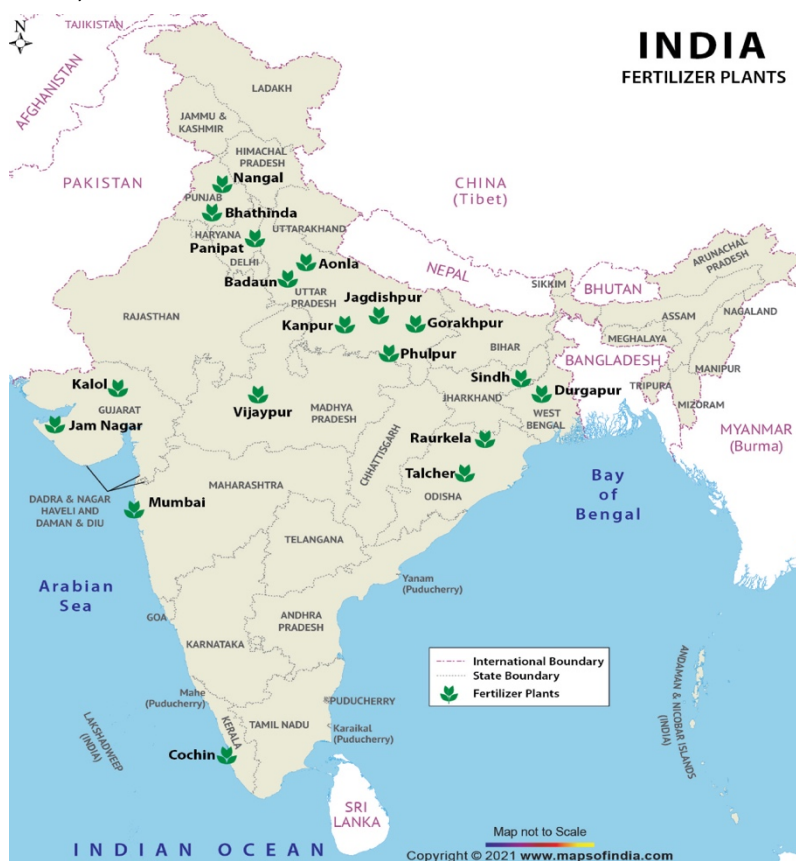 N
INDIA
FERTILIZER PLANTS
TAJIKISTAN
AFGHANISTAN
LADAKH
JAMMU &
KASHMIR
HIMACHAL
PRADESH
PAKISTAN
Nangal
CHINA
(Tibet)
PUNJAB
Bhathinda
UTTARAKHAND
HARYANA
Panipat
DELHI
Aonla
NEPAL
ARUNACHAL
PRADESH
Badaun
UTTAR
PRADESH
SIKKIM
BHUTAN
Jagdishpur
RAJASTHAN
Kanpur
Gorakhpur
ASSAM
NAGALAND
MEGHALAYA
BIHAR
Phulpur
BANGLADESH
MANIPUR
Sindh
Kalol
Durgapur
TRIPURA
JHARKHAND
MIZORAM
GUJARAT
Vijaypur
MADHYA
PRADESH
WEST
BENGAL
Jam Nagar
MYANMAR
(Burma)
Raurkela
CHHATTISGARH
Talcher
Bay
of
Bengal
MAHARASHTRA
ODISHA
DADRA & NAGAR
HAVELI AND
DAMAN & DIU
Mumbai
TELANGANA
Arabian
Sea
Yanam
(Puducherry)
GOA
ANDHRA
PRADESH
KARNATAKA
International Boundary
State Boundary
Fertilizer Plants
Mahe
(Puducherry)
PUDUCHERRY
ANDAMAN & NICOBAR ISLANDS
(INDIA)
LAKSHADWEEP
(INDIA)
KERALA
TAMIL NADU
Karaikal
(Puducherry)
Cochin
SRI
LANKA
Map not to Scale
INDIAN OCEAN
Copyright © 2021 www.mapsofindia.com